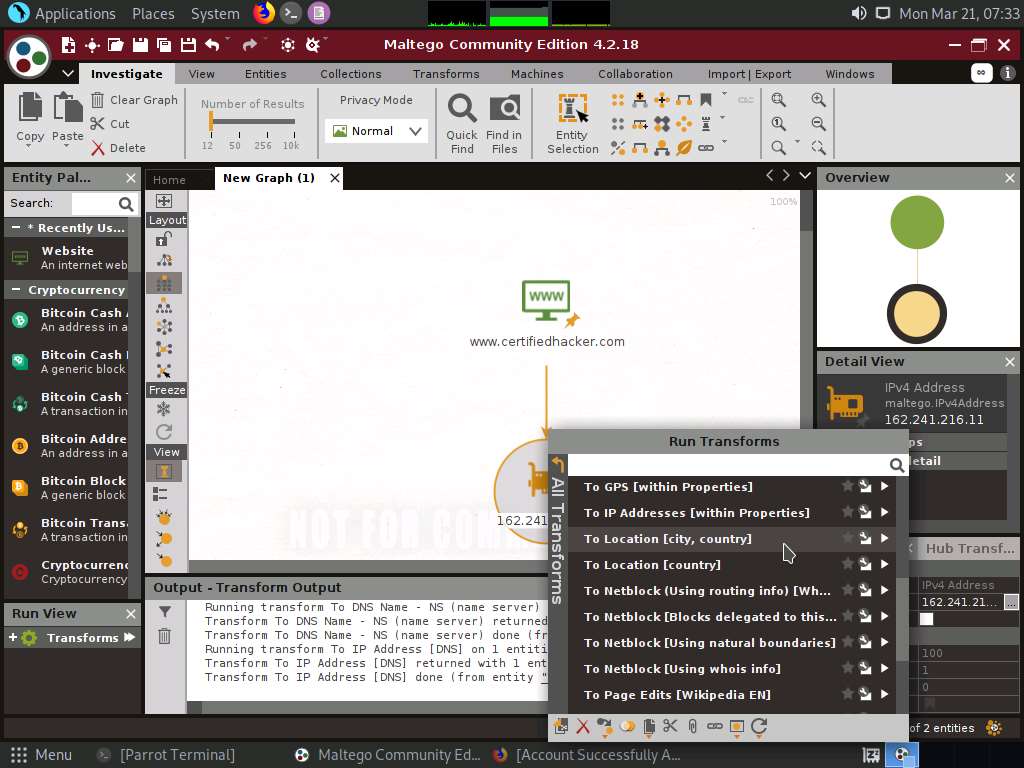 Applications Places System
Mon Mar 21, 07:33
Maltego Community Edition 4.2.18
Investigate View Entities Collections Transforms Machines Collaboration Import | Export Windows
Copy Paste
Clear Graph
Cut
Delete
Number of Results
12 50 256 10k
Privacy Mode
Normal
Quick Find
Find in Files
Entity Selection
Entity Pal...
Search:
* Recently Us...
Website
An internet web
Cryptocurrency
Bitcoin Cash
An address in a
Bitcoin Cash
A generic block
Bitcoin Cash
A transaction in
Bitcoin Addre
An address in a
Bitcoin Block
A generic block
Bitcoin Trans
A transaction in
Cryptocurrenc
Cryptocurrency
Run View
Transforms
Home
New Graph (1)
Layout
Freeze
View
100%
WWW
www.certifiedhacker.com
162.241
NOT FOR COM
Output - Transform Output
Running transform To DNS Name - NS (name server)
Transform To DNS Name - NS (name server) returned
Transform To DNS Name - NS (name server) done (fro
Running transform To IP Address [DNS] on 1 entiti
Transform To IP Address [DNS] returned with 1 ent
Transform To IP Address [DNS] done (from entity "
Run Transforms
All Transforms
To GPS [within Properties]
To IP Addresses [within Properties]
To Location [city, country]
To Location [country]
To Netblock (Using routing info) [Wh...
To Netblock [Blocks delegated to this...
To Netblock [Using natural boundaries]
To Netblock [Using whois info]
To Page Edits [Wikipedia EN]
Overview
Detail View
IPv4 Address
maltego.IPv4Address
162.241.216.11
ps
detail
Hub Transf...
IPv4 Address
162.241.21...
100
1
0
of 2 entities
Menu
[Parrot Terminal]
Maltego Community Ed...
[Account Successfully A...